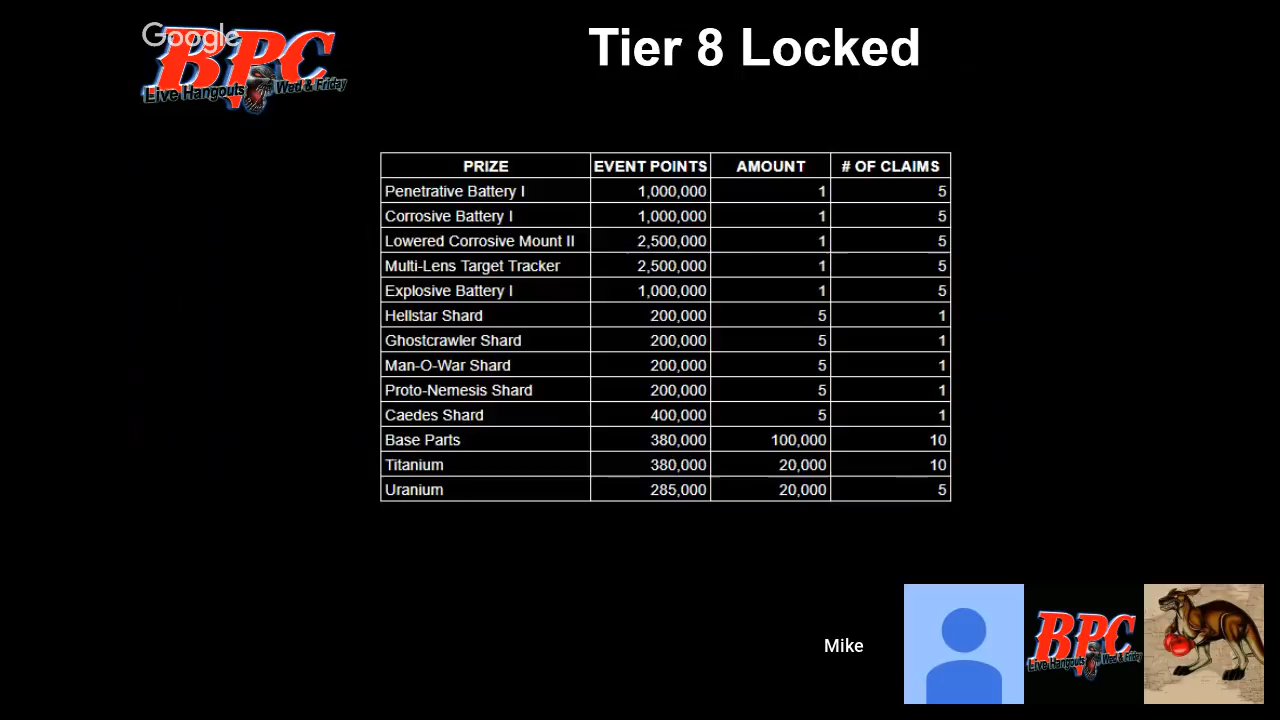 Google
BPC
Live Hangouts Wed & Friday
Tier 8 Locked
PRIZE EVENT POINTS AMOUNT # OF CLAIMS
Penetrative Battery I 1,000,000 1 5
Corrosive Battery I 1,000,000 1 5
Lowered Corrosive Mount II 2,500,000 1 5
Multi-Lens Target Tracker 2,500,000 1 5
Explosive Battery I 1,000,000 1 5
Hellstar Shard 200,000 5 1
Ghostcrawler Shard 200,000 5 1
Man-O-War Shard 200,000 5 1
Proto-Nemesis Shard 200,000 5 1
Caedes Shard 400,000 5 1
Base Parts 380,000 100,000 10
Titanium 380,000 20,000 10
Uranium 285,000 20,000 5
Mike
BPC
Live Hangouts Wed & Friday